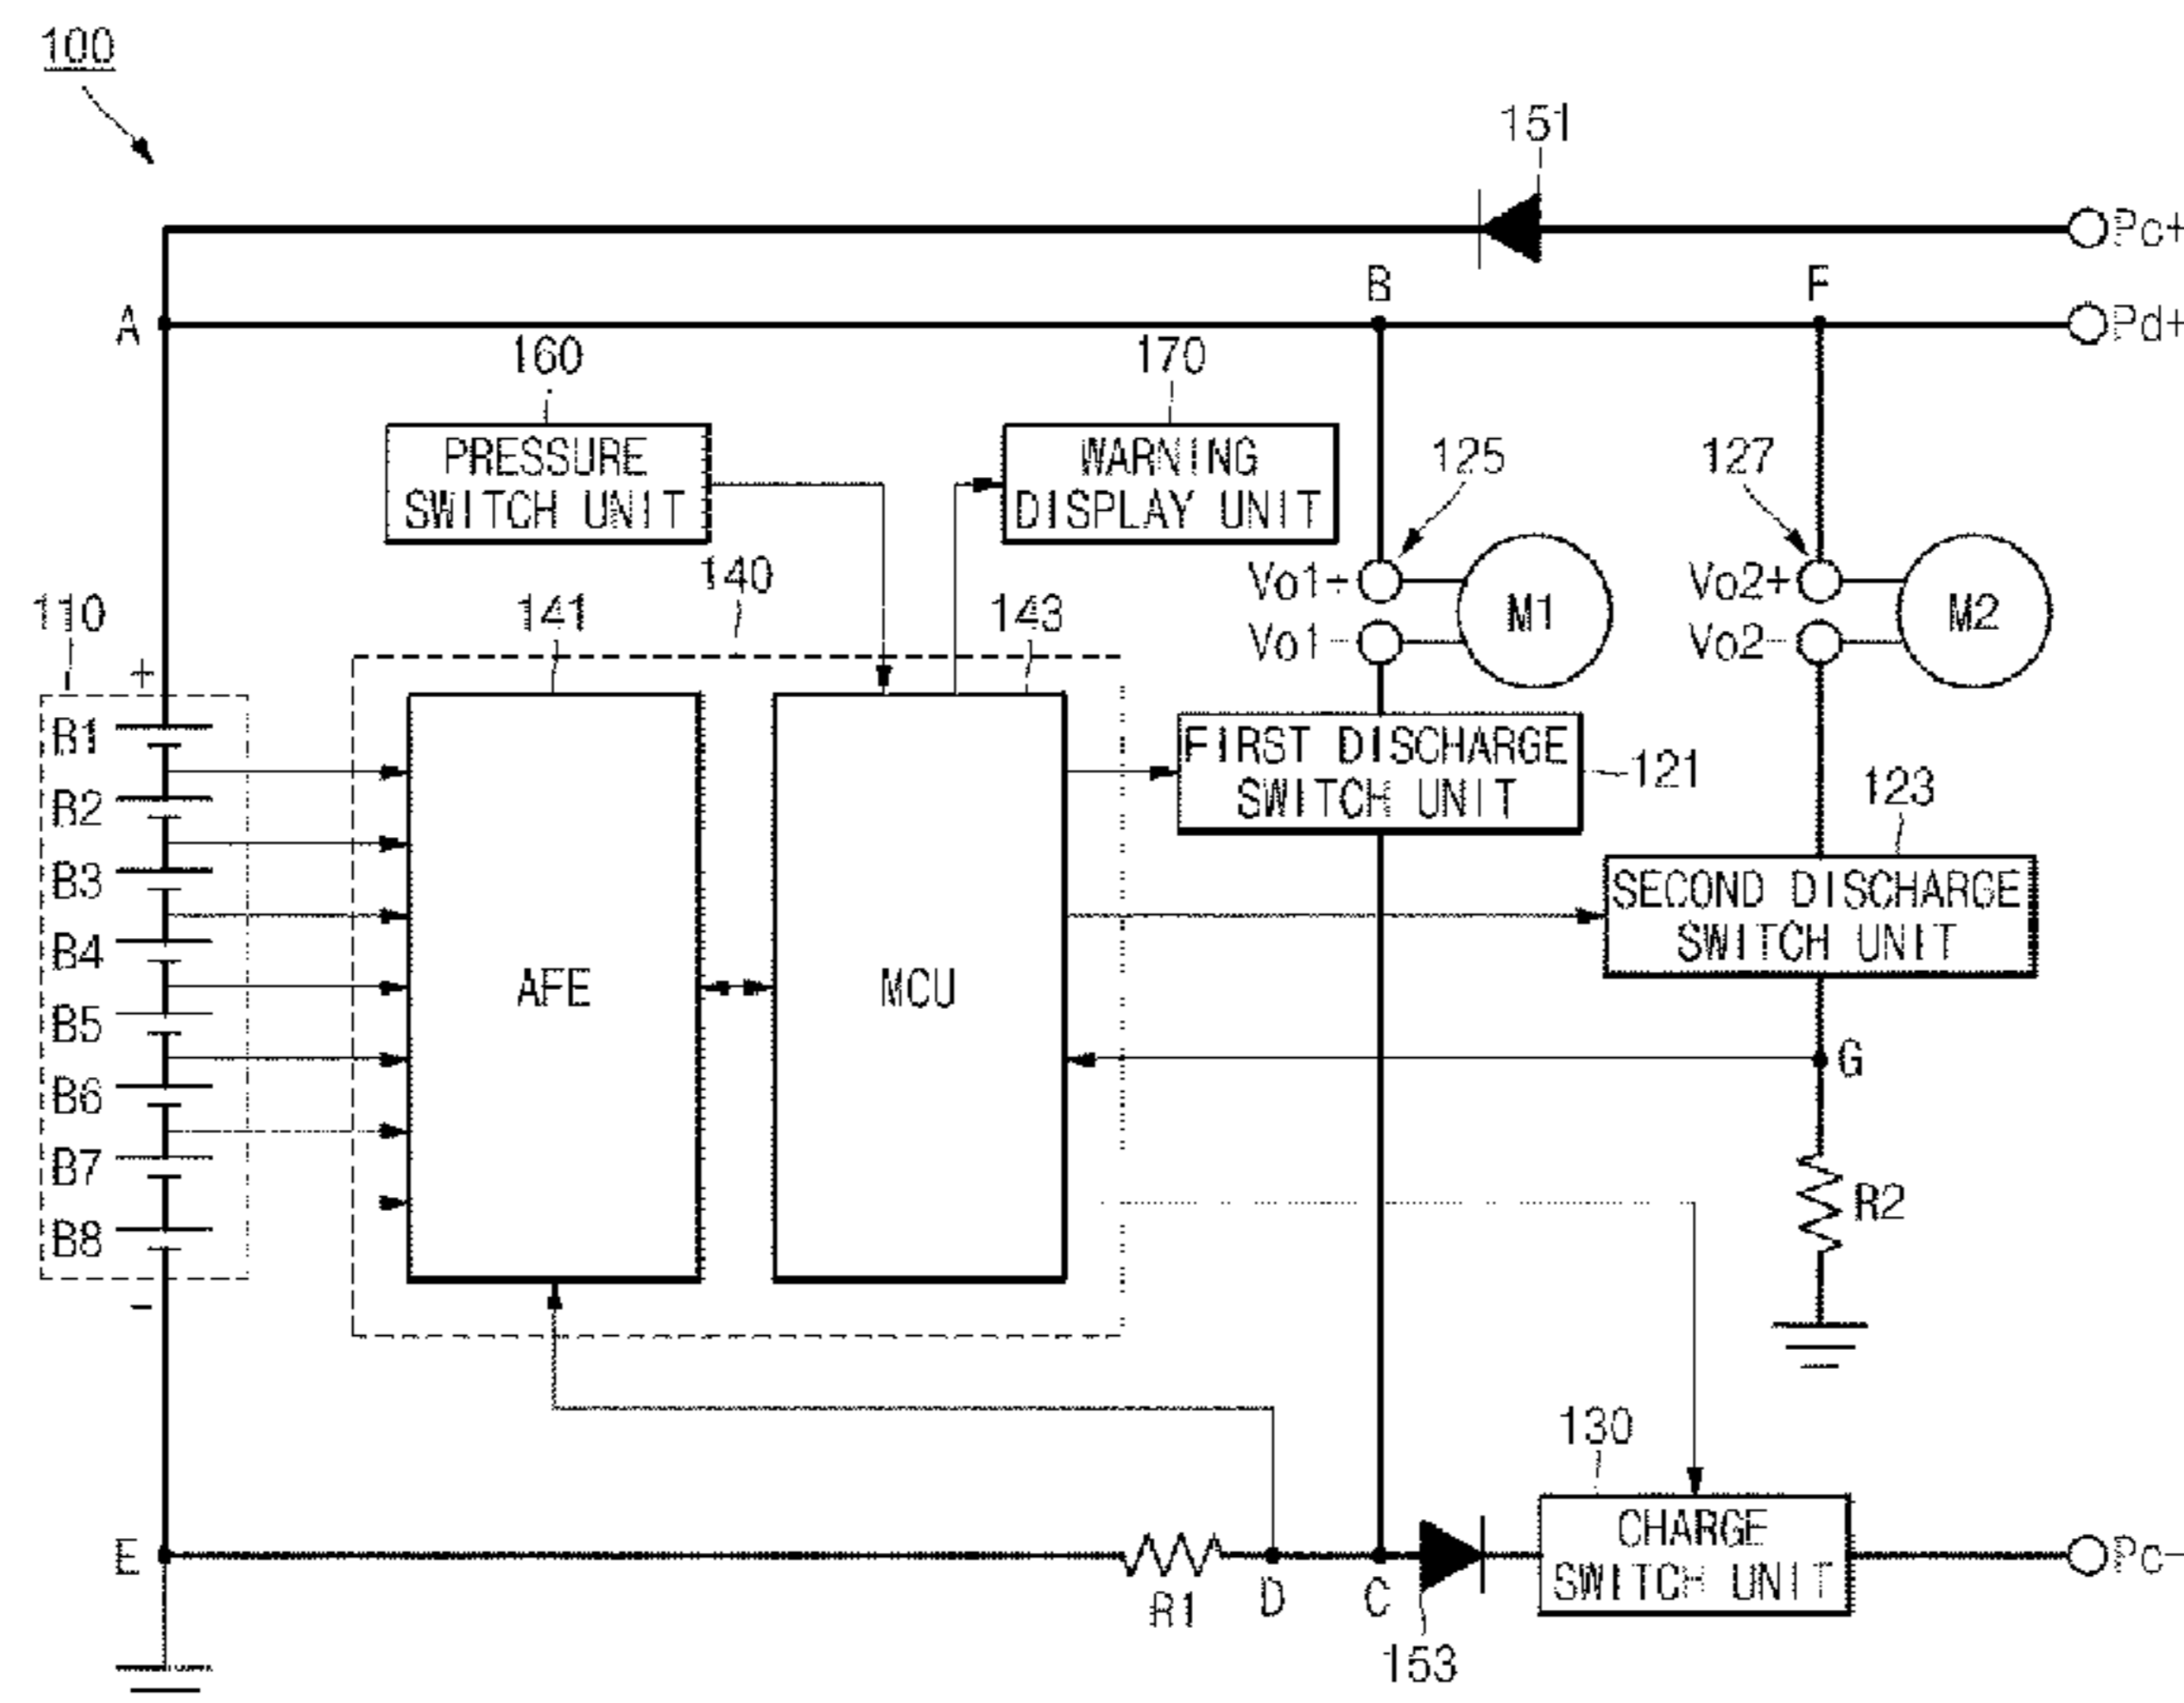 100
151
Pc+
B
F
A
Pd+
160
170
PRESSURE
SWITCH UNIT
WARNING
DISPLAY UNIT
125
127
140
Vo1+
Vo1-
M1
Vo2+
Vo2-
M2
110
141
143
+
B1
B2
B3
B4
B5
B6
B7
B8
-
AFE
MCU
FIRST DISCHARGE
SWITCH UNIT
121
123
SECOND DISCHARGE
SWITCH UNIT
G
R2
130
E
R1
D
C
CHARGE
SWITCH UNIT
Pc-
153